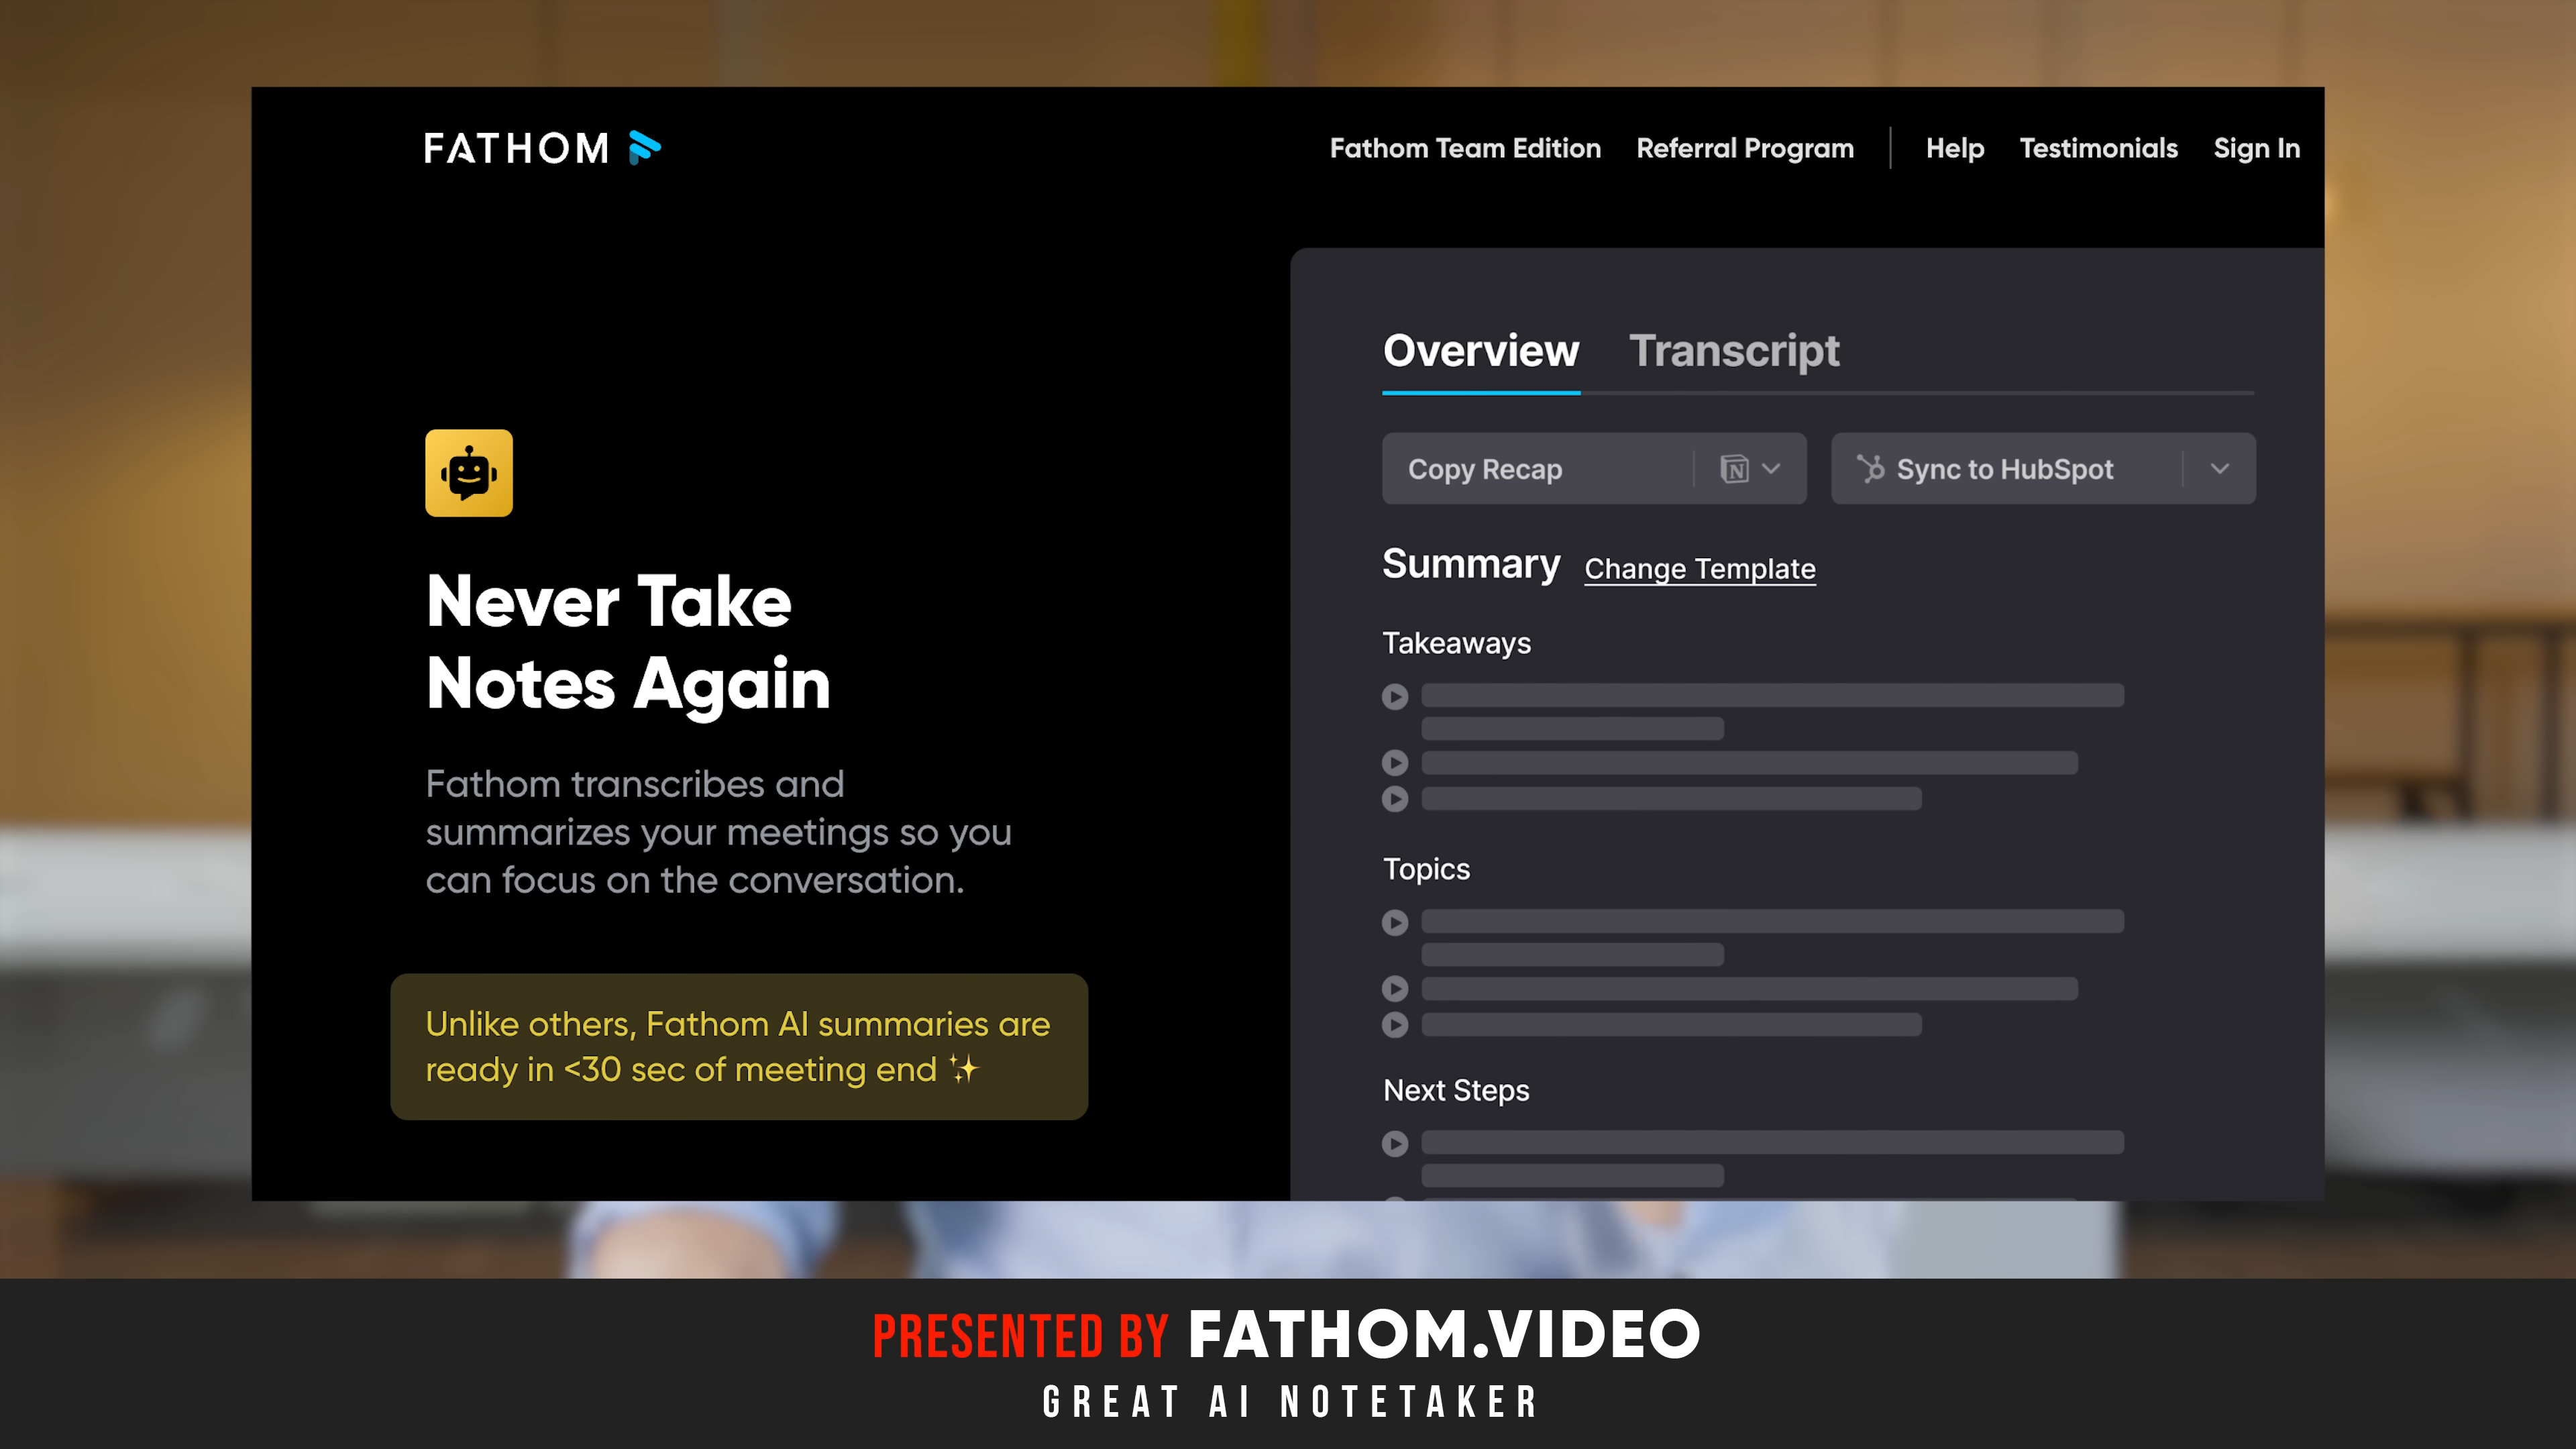 FATHOM
Fathom Team Edition Referral Program Help Testimonials Sign In
Never Take
Notes Again
Fathom transcribes and
summarizes your meetings so you
can focus on the conversation.
Unlike others, Fathom AI summaries are
ready in <30 sec of meeting end ✨
Overview Transcript
Copy Recap N Sync to HubSpot
Summary Change Template
Takeaways
Topics
Next Steps
PRESENTED BY FATHOM.VIDEO
GREAT AI NOTETAKER